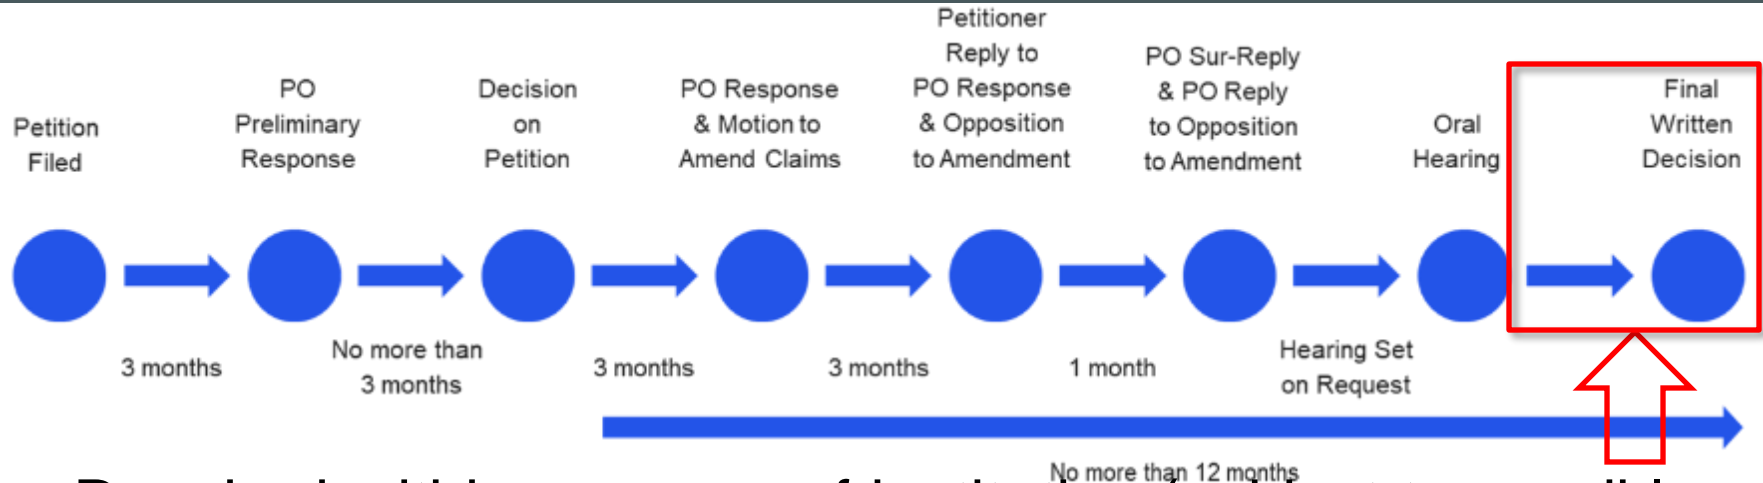 Petition
Filed
PO
Preliminary
Response
Decision
on
Petition
PO Response
& Motion to
Amend Claims
Petitioner
Reply to
PO Response
& Opposition
to Amendment
PO Sur-Reply
& PO Reply
to Opposition
to Amendment
Oral
Hearing
Final
Written
Decision
3 months
No more than
3 months
3 months
3 months
1 month
Hearing Set
on Request
No more than 12 months